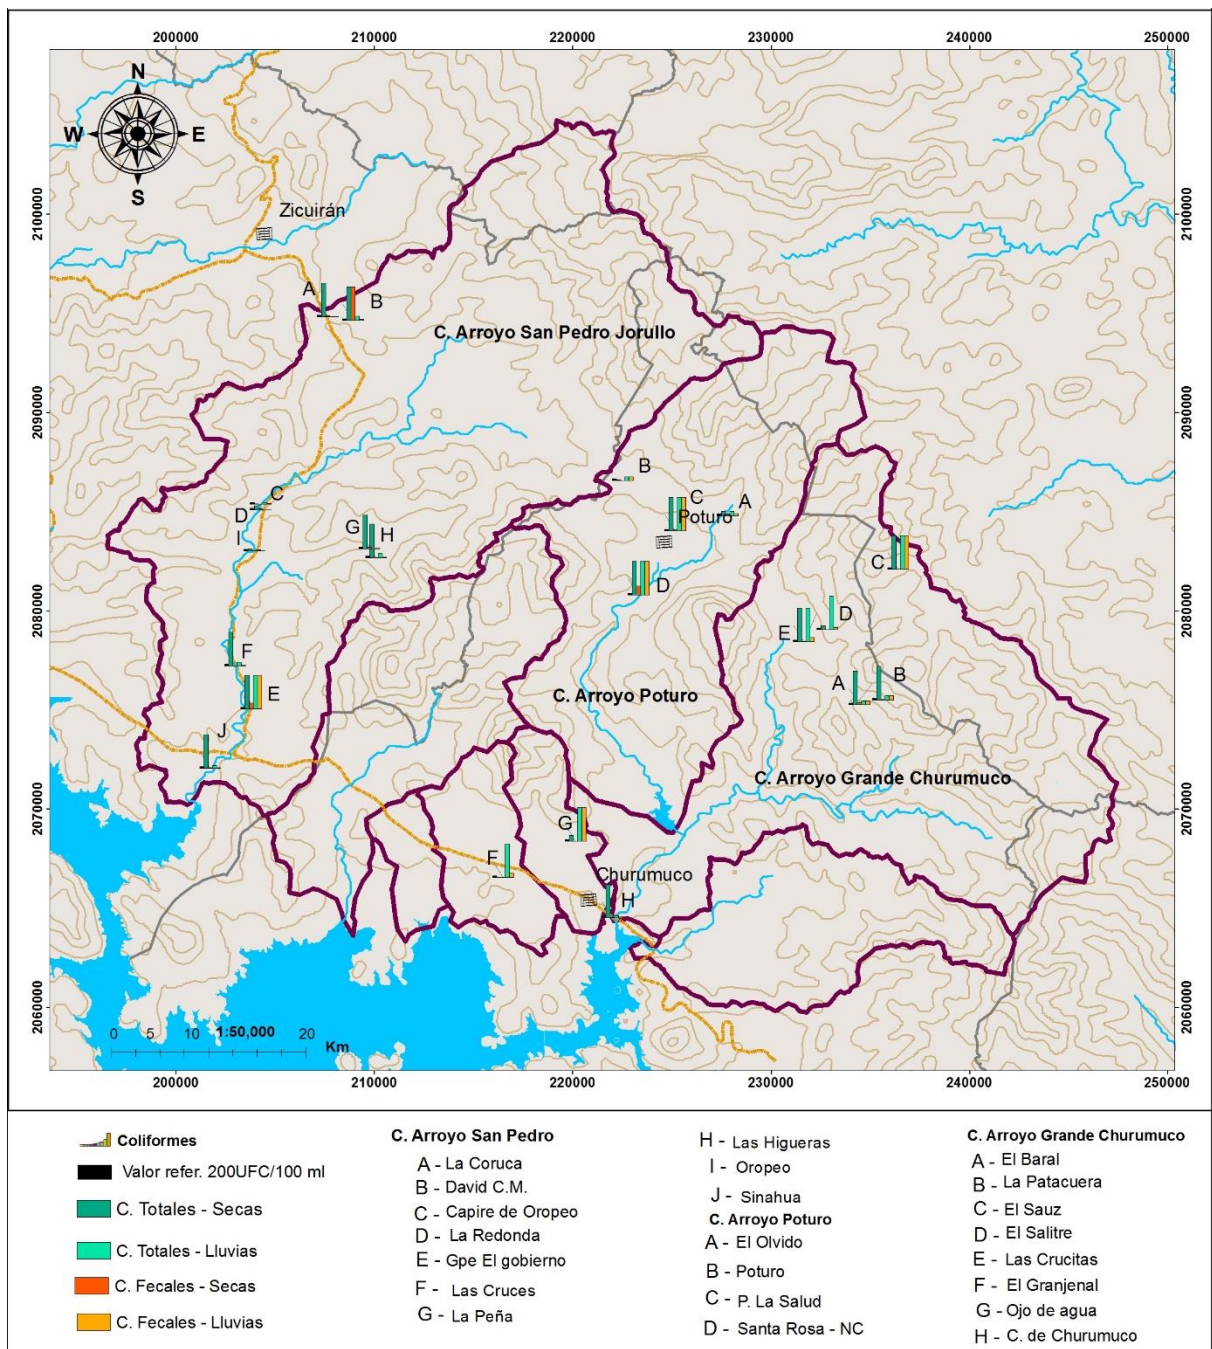 200000 210000 220000 230000 240000 250000
N
W E
S
2100000 2100000
Zicuirán
A
B
C. Arroyo San Pedro Jorullo
2090000 2090000
B
C
D
C
Poturo
A
I
G
H
C
D
2080000 2080000
D
E
F
E
A
B
C. Arroyo Poturo
J
C. Arroyo Grande Churumuco
2070000 2070000
G
F
Churumuco
H
2060000 2060000
0 5 10 1:50,000 20
Km
200000 210000 220000 230000 240000 250000
Coliformes
Valor refer. 200UFC/100 ml
C. Totales - Secas
C. Totales - Lluvias
C. Fecales - Secas
C. Fecales - Lluvias
C. Arroyo San Pedro
A - La Coruca
B - David C.M.
C - Capire de Oropeo
D - La Redonda
E - Gpe El gobierno
F - Las Cruces
G - La Peña
H - Las Higueras
I - Oropeo
J - Sinahua
C. Arroyo Poturo
A - El Olvido
B - Poturo
C - P. La Salud
D - Santa Rosa - NC
C. Arroyo Grande Churumuco
A - El Baral
B - La Patacuera
C - El Sauz
D - El Salitre
E - Las Crucitas
F - El Granjenal
G - Ojo de agua
H - C. de Churumuco